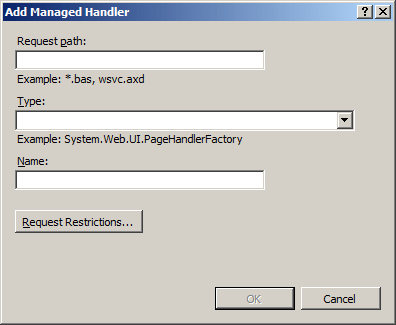 Add Managed Handler
Request path:
Example: *.bas, wsvc.axd
Type:
Example: System.Web.UI.PageHandlerFactory
Name:
Request Restrictions...
OK
Cancel